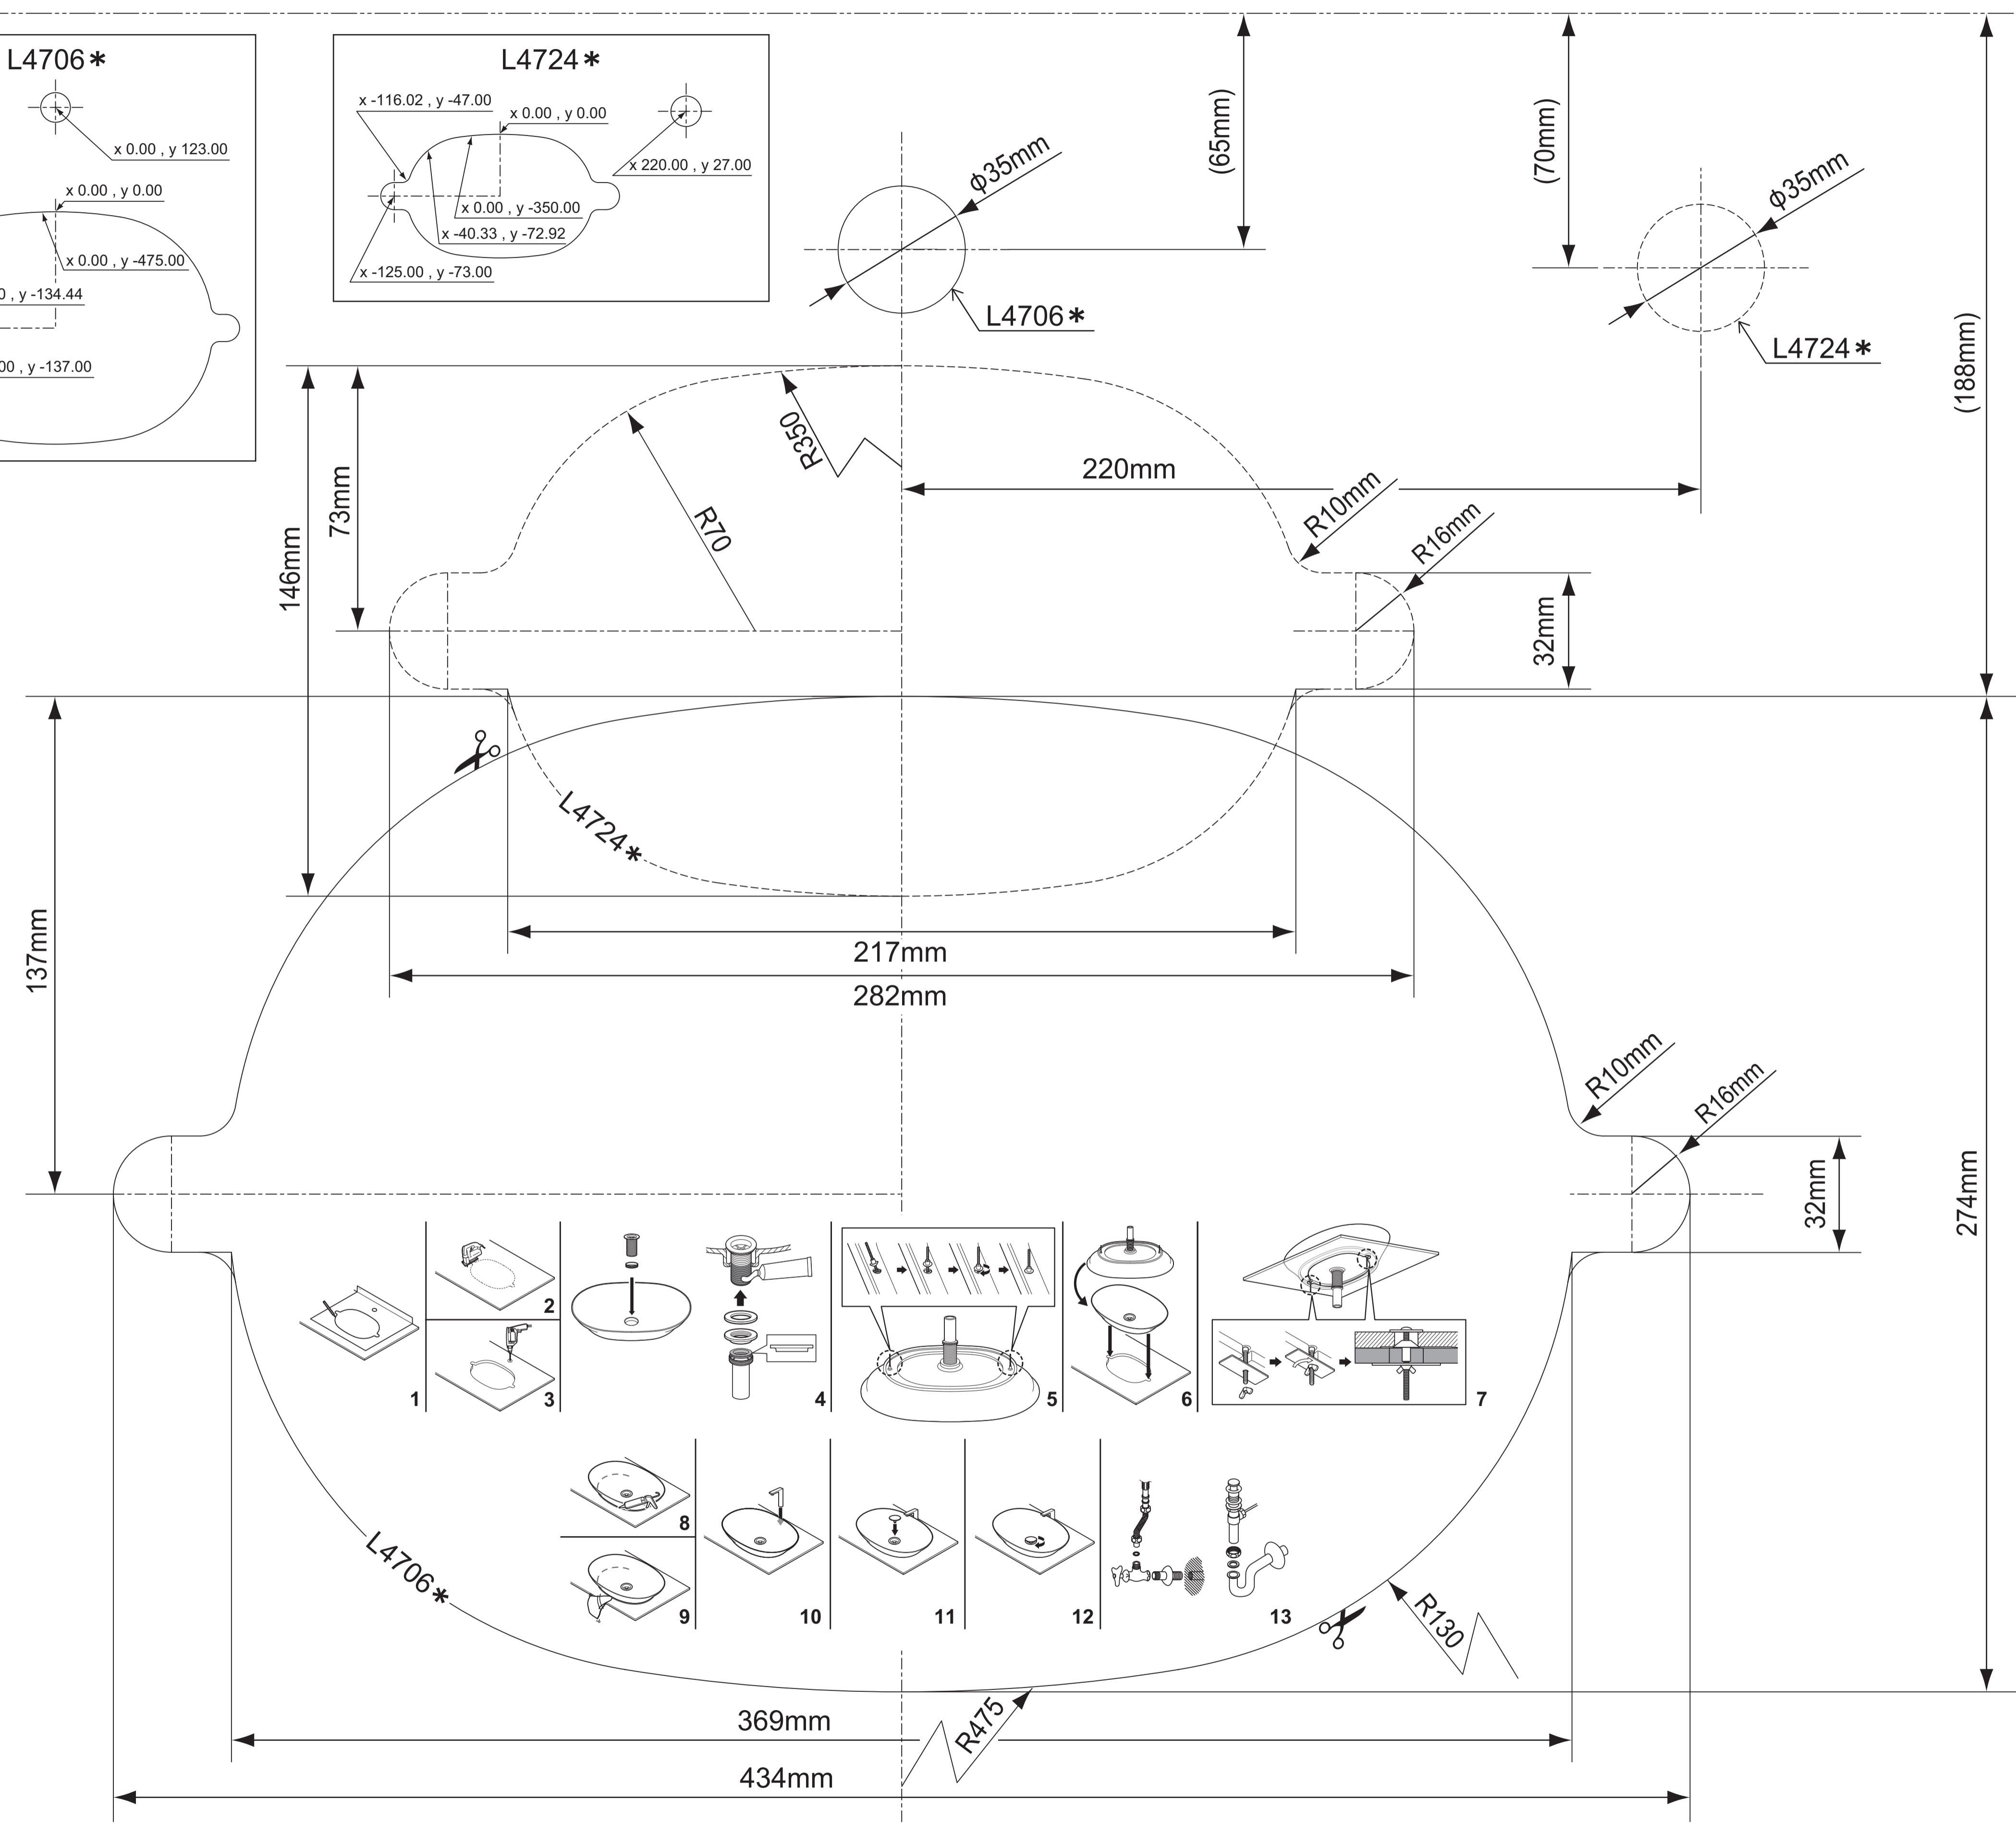 L4706*
x 0.00 , y 123.00
x 0.00 , y 0.00
x 0.00 , y -475.00
0 , y -134.44
00 , y -137.00
L4724*
x -116.02 , y -47.00
x 0.00 , y 0.00
x 220.00 , y 27.00
x 0.00 , y -350.00
x -40.33 , y -72.92
x -125.00 , y -73.00
(65mm)
(70mm)
(188mm)
ϕ35mm
L4706*
ϕ35mm
L4724*
R350
220mm
73mm
146mm
R70
R10mm
R16mm
32mm
L4724*
217mm
282mm
137mm
R10mm
R16mm
32mm
274mm
1
2
3
4
5
6
7
8
9
10
11
12
13
L4706*
R130
R475
369mm
434mm